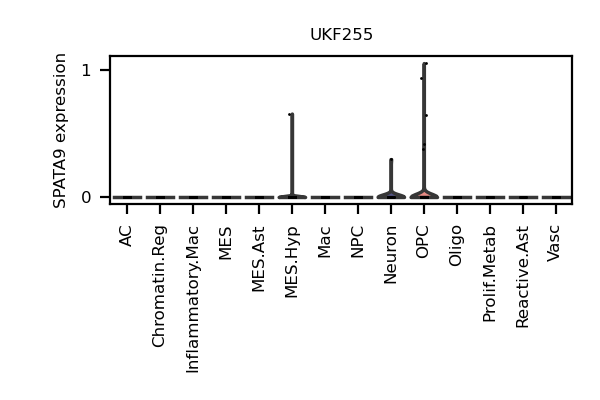 UKF255
SPATA9 expression
1
0
AC
Chromatin.Reg
Inflammatory.Mac
MES
MES.Ast
MES.Hyp
Mac
NPC
Neuron
OPC
Oligo
Prolif.Metab
Reactive.Ast
Vasc